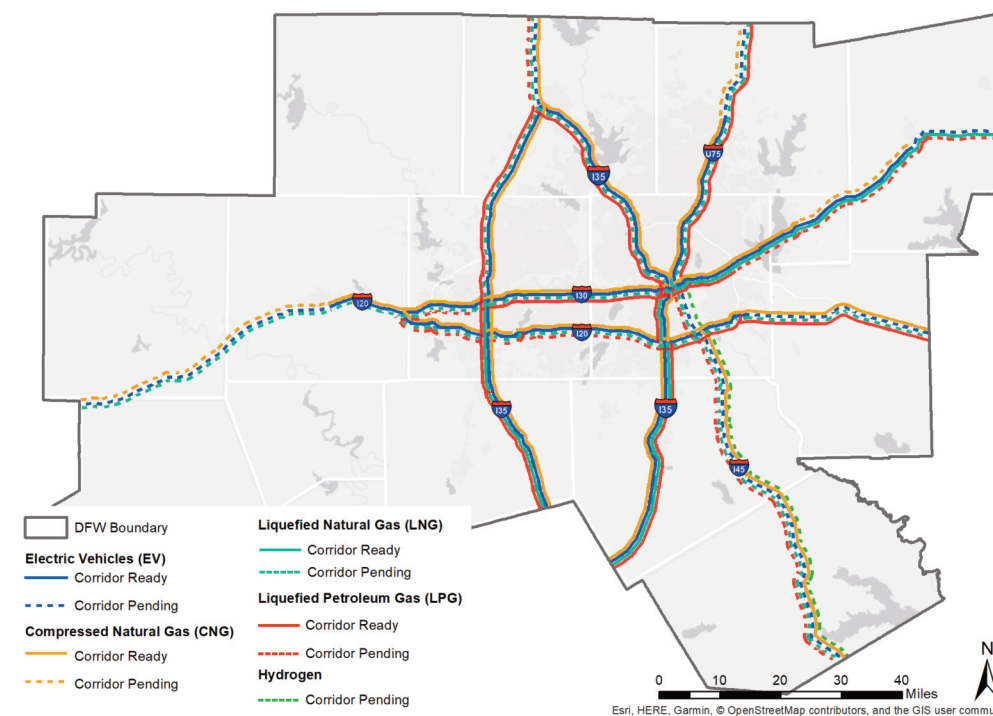 U75
I35
I20
I30
I20
I35
I35
I45
DFW Boundary
Electric Vehicles (EV)
Corridor Ready
Corridor Pending
Compressed Natural Gas (CNG)
Corridor Ready
Corridor Pending
Liquefied Natural Gas (LNG)
Corridor Ready
Corridor Pending
Liquefied Petroleum Gas (LPG)
Corridor Ready
Corridor Pending
Hydrogen
Corridor Pending
N
0 10 20 30 40
Miles
Esri, HERE, Garmin, © OpenStreetMap contributors, and the GIS user commu